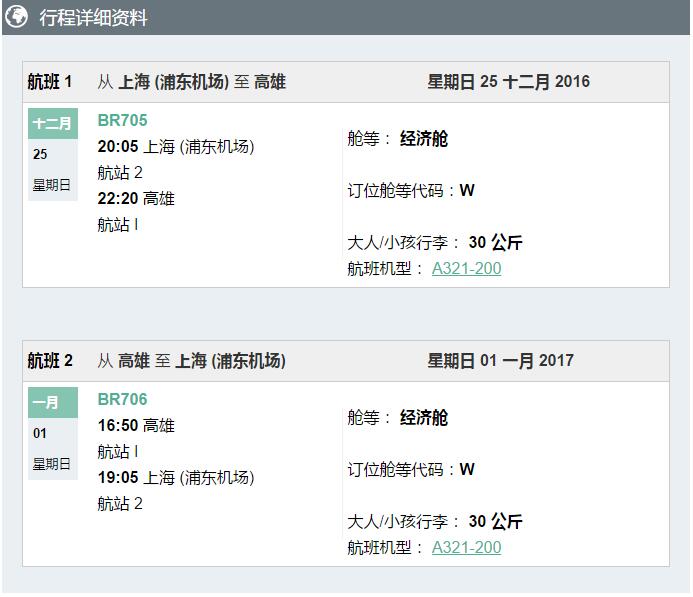 行程详细资料
航班 1 从 上海 (浦东机场) 至 高雄 星期日 25 十二月 2016
十二月
25
星期日
BR705
20:05 上海 (浦东机场)
航站 2
22:20 高雄
航站 I
舱等： 经济舱
订位舱等代码：W
大人/小孩行李： 30 公斤
航班机型： A321-200
航班 2 从 高雄 至 上海 (浦东机场) 星期日 01 一月 2017
一月
01
星期日
BR706
16:50 高雄
航站 I
19:05 上海 (浦东机场)
航站 2
舱等： 经济舱
订位舱等代码：W
大人/小孩行李： 30 公斤
航班机型： A321-200